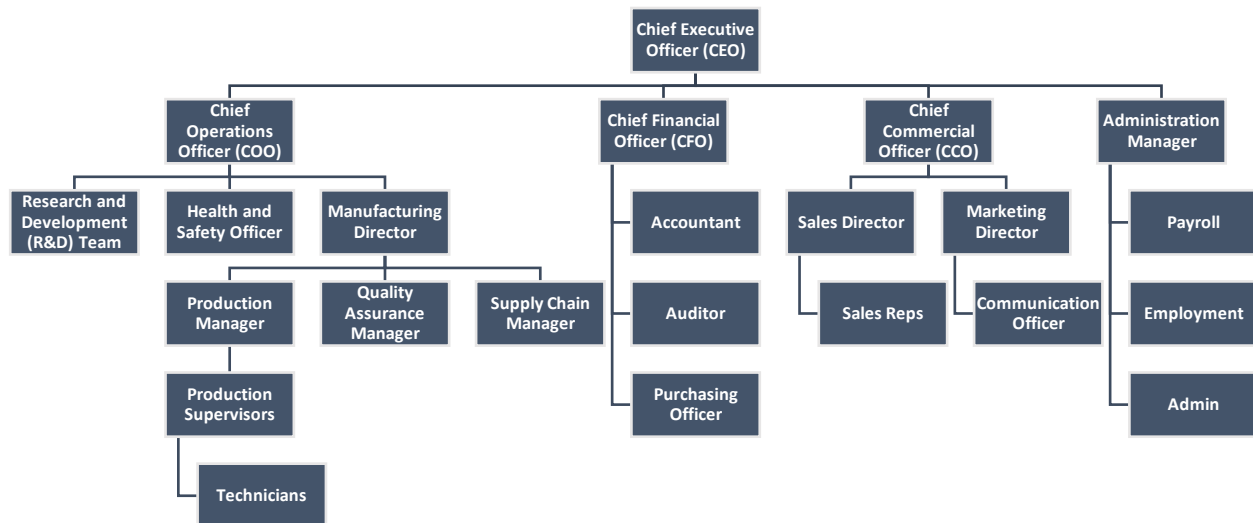 Chief Executive
Officer (CEO)
Chief
Operations
Officer (COO)
Chief Financial
Officer (CFO)
Chief
Commercial
Officer (CCO)
Administration
Manager
Research and
Development
(R&D) Team
Health and
Safety Officer
Manufacturing
Director
Accountant
Sales Director
Marketing
Director
Payroll
Production
Manager
Quality
Assurance
Manager
Supply Chain
Manager
Auditor
Sales Reps
Communication
Officer
Employment
Production
Supervisors
Purchasing
Officer
Admin
Technicians